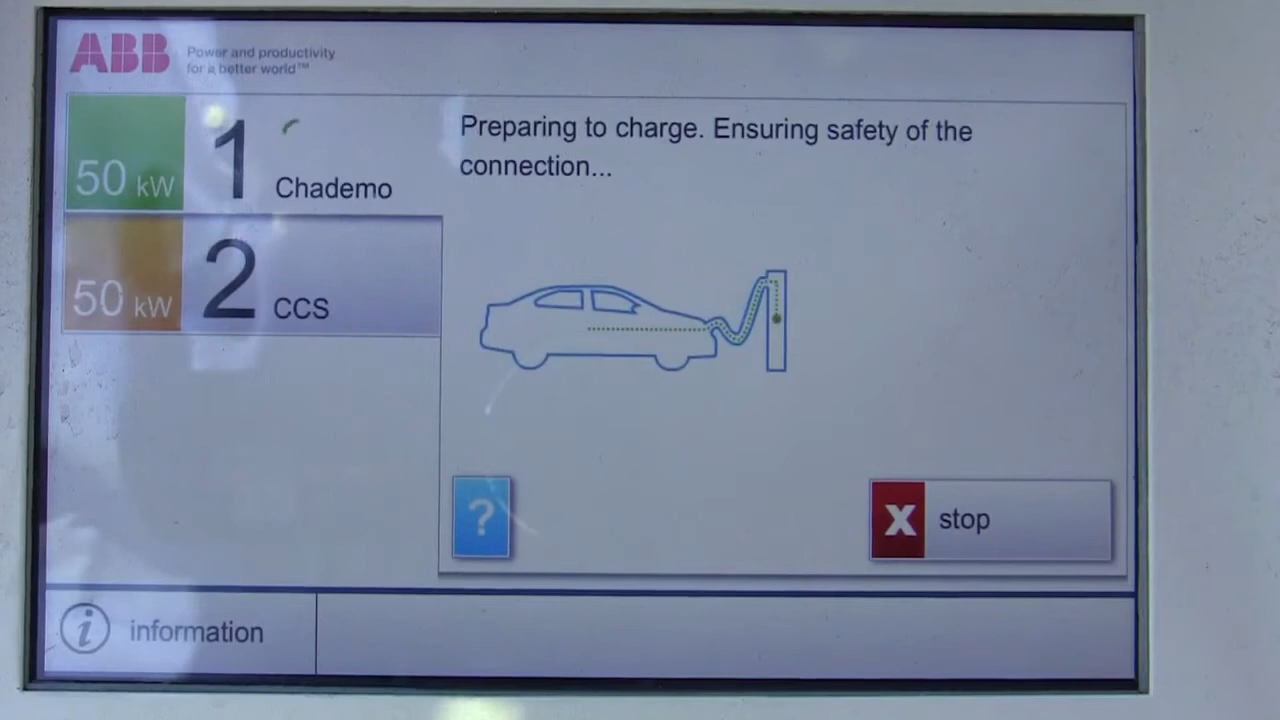 ABB
Power and productivity
for a better world™
50 kW
1
Chademo
50 kW
2
CCS
Preparing to charge. Ensuring safety of the
connection...
?
X
stop
i
information